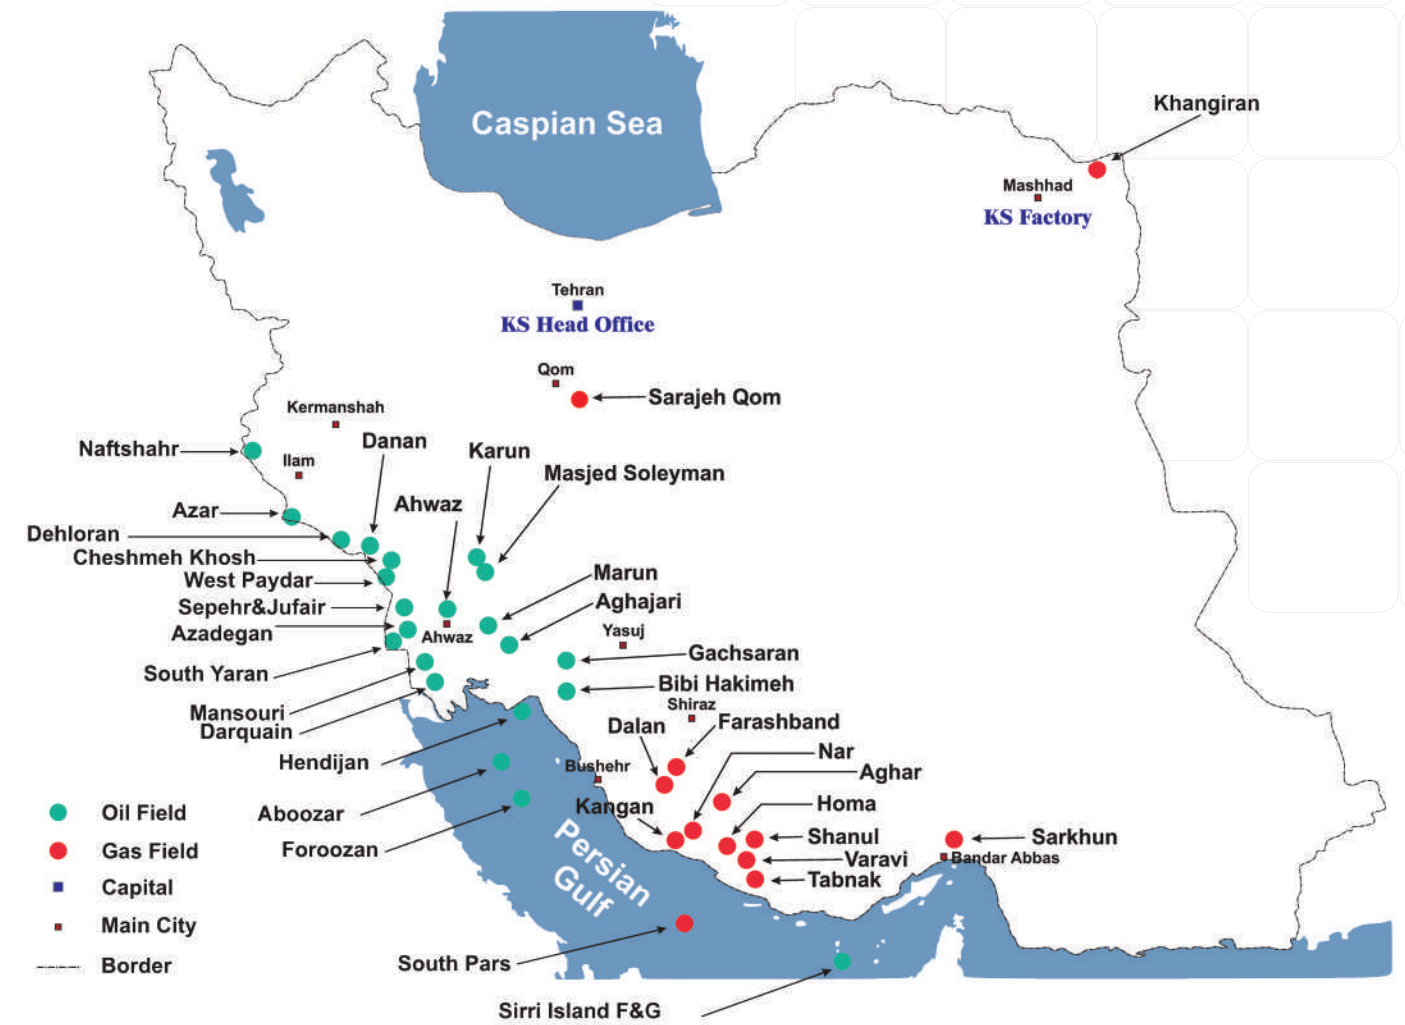 Caspian Sea
Khangiran
Mashhad
KS Factory
Tehran
KS Head Office
Qom
Sarajeh Qom
Kermanshah
Naftshahr
Danan
Ilam
Karun
Masjed Soleyman
Ahwaz
Azar
Dehloran
Cheshmeh Khosh
West Paydar
Marun
Sepehr&Jufair
Aghajari
Azadegan
Ahwaz
Yasuj
Gachsaran
South Yaran
Bibi Hakimeh
Shiraz
Mansouri
Darquain
Dalan
Farashband
Hendijan
Nar
Bushehr
Aghar
Kangan
Homa
Aboozar
Shanul
Sarkhun
Foroozan
Varavi
Bandar Abbas
Tabnak
Persian
Gulf
South Pars
Sirri Island F&G
Oil Field
Gas Field
Capital
Main City
Border